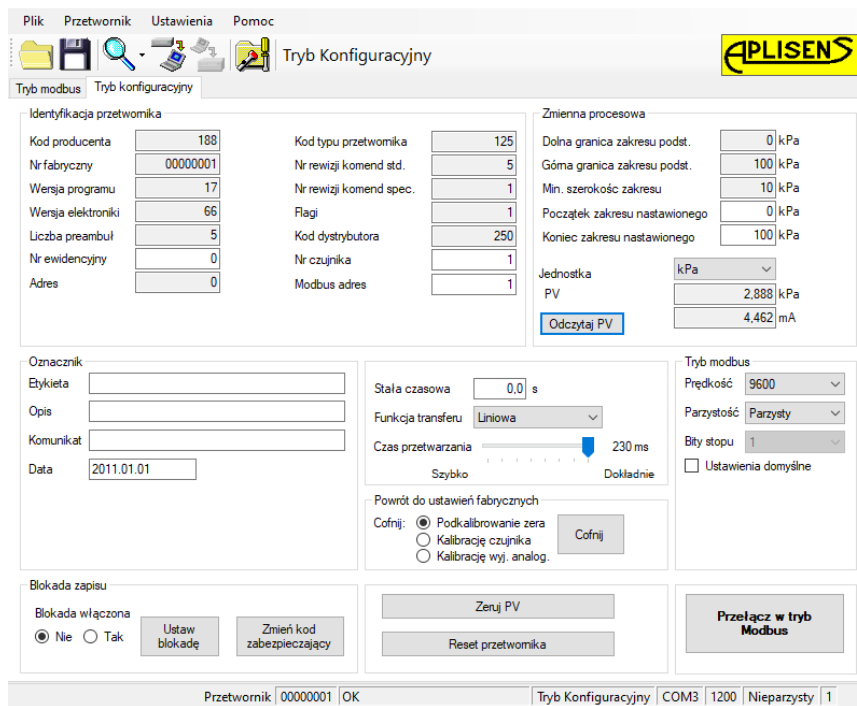 Plik Przetwornik Ustawienia Pomoc
Tryb Konfiguracyjny
APLISENS
Tryb modbus Tryb konfiguracyjny
Identyfikacja przetwornika
Kod producenta 188
Nr fabryczny 00000001
Wersja programu 17
Wersja elektroniki 66
Liczba preambuł 5
Nr ewidencyjny 0
Adres 0
Kod typu przetwornika 125
Nr rewizji komend std. 5
Nr rewizji komend spec. 1
Flagi 1
Kod dystrybutora 250
Nr czujnika 1
Modbus adres 1
Zmienna procesowa
Dolna granica zakresu podst. 0 kPa
Górna granica zakresu podst. 100 kPa
Min. szerokośc zakresu 10 kPa
Początek zakresu nastawionego 0 kPa
Koniec zakresu nastawionego 100 kPa
Jednostka kPa
PV 2,888 kPa
Odczytaj PV 4,462 mA
Oznacznik
Etykieta
Opis
Komunikat
Data 2011.01.01
Stała czasowa 0,0 s
Funkcja transferu Liniowa
Czas przetwarzania 230 ms
Szybko Dokładnie
Powrót do ustawień fabrycznych
Cofnij: Podkalibrowanie zera
Kalibrację czujnika
Kalibrację wyj. analog.
Cofnij
Tryb modbus
Prędkość 9600
Parzystość Parzysty
Bity stopu 1
Ustawienia domyślne
Blokada zapisu
Blokada włączona
Nie Tak
Ustaw
blokadę
Zmień kod
zabezpieczający
Zeruj PV
Reset przetwornika
Przełącz w tryb
Modbus
Przetwornik 00000001 OK Tryb Konfiguracyjny COM3 1200 Nieparzysty 1